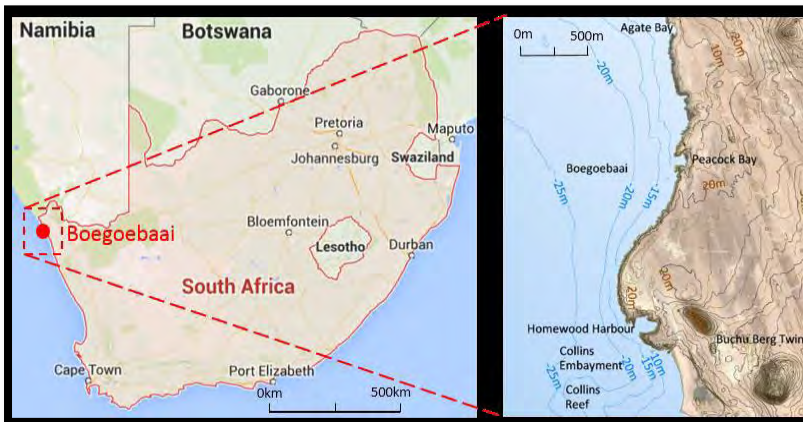 Namibia
Botswana
Gaborone
Pretoria
Johannesburg
Maputo
Swaziland
Boegoebaai
Bloemfontein
Lesotho
Durban
South Africa
Cape Town
Port Elizabeth
0km
500km
0m
500m
Agate Bay
20m
10m
-20m
Boegoebaai
Peacock Bay
-25m
-20m
-15m
20m
20m
20m
Homewood Harbour
Buchu Berg Twin
Collins
Embayment
-10m
-15m
-20m
-25m
Collins
Reef